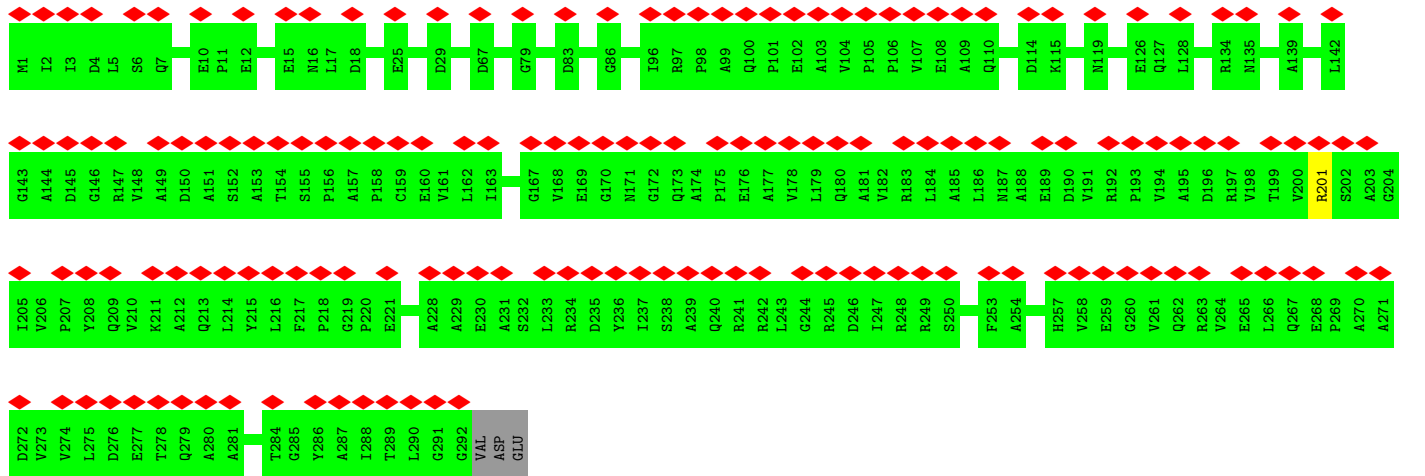 M1 I2 I3 D4 L5 S6 Q7 E10 P11 E12 E15 N16 L17 D18 E25 D29 D67 G79 D83 G86 I96 R97 P98 A99 Q100 P101 E102 A103 V104 P105 P106 V107 E108 A109 Q110 D114 K115 N119 E126 Q127 L128 R134 N135 A139 L142
G143 A144 D145 G146 R147 V148 A149 D150 A151 S152 A153 T154 S155 P156 A157 P158 C159 E160 V161 L162 I163 G167 V168 E169 G170 N171 G172 Q173 A174 P175 E176 A177 V178 L179 Q180 A181 V182 R183 L184 A185 L186 N187 A188 E189 D190 V191 R192 P193 V194 A195 D196 R197 V198 T199 V200 R201 S202 A203 G204
I205 V206 P207 Y208 Q209 V210 K211 A212 Q213 L214 Y215 L216 F217 P218 G219 P220 E221 A228 A229 E230 A231 S232 L233 R234 D235 Y236 I237 S238 A239 Q240 R241 R242 L243 G244 R245 D246 I247 R248 R249 S250 F253 A254 H257 V258 E259 G260 V261 Q262 R263 V264 E265 L266 Q267 E268 P269 A270 A271
D272 V273 V274 L275 D276 E277 T278 Q279 A280 A281 T284 G285 Y286 A287 I288 T289 L290 G291 G292 VAL ASP GLU